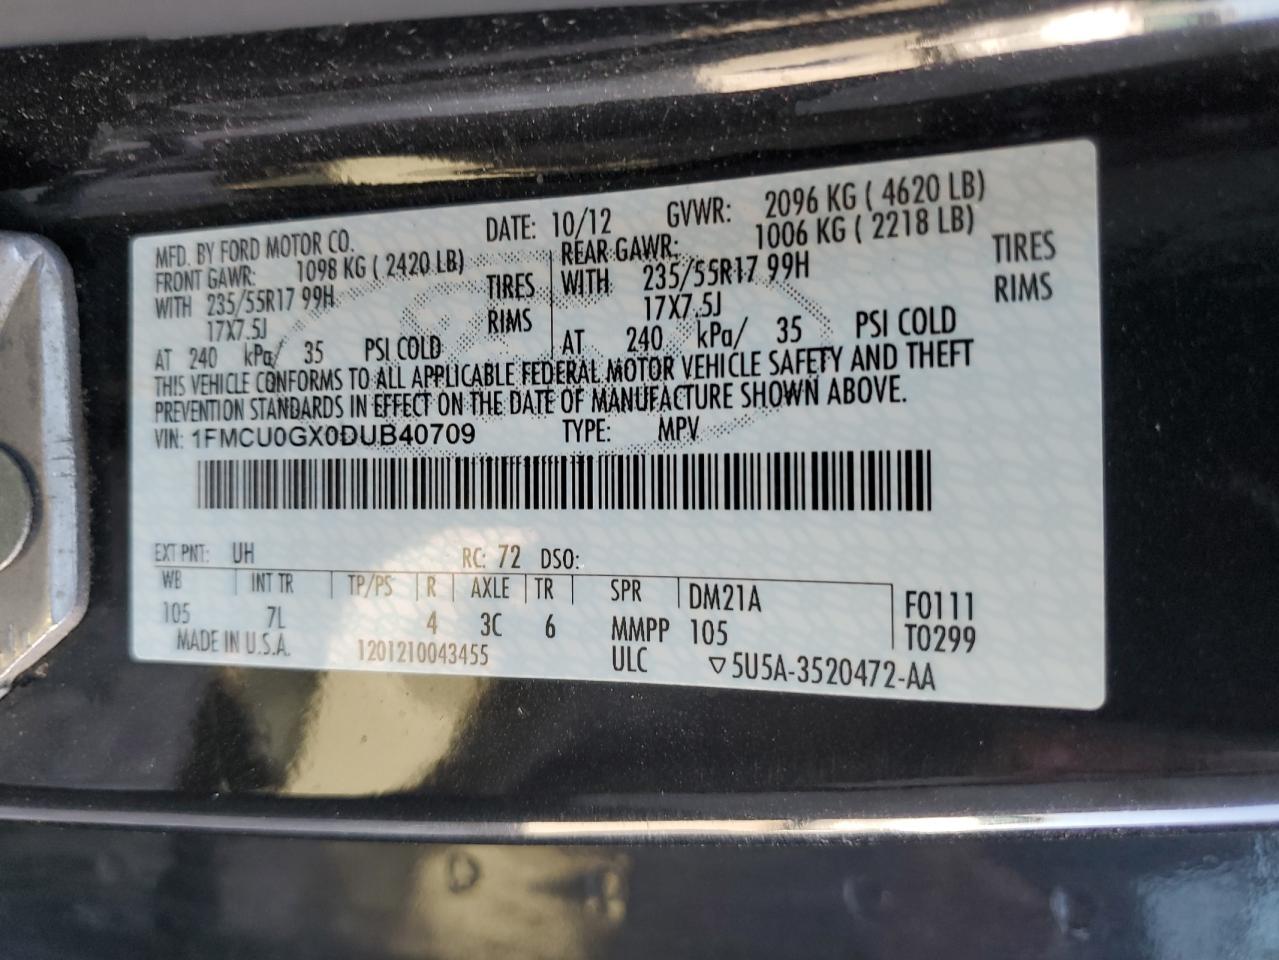 MFD. BY FORD MOTOR CO. DATE: 10/12 GVWR: 2096 KG ( 4620 LB)
FRONT GAWR: 1098 KG ( 2420 LB) REAR GAWR: 1006 KG ( 2218 LB)
WITH 235/55R17 99H TIRES WITH 235/55R17 99H TIRES
17X7.5J RIMS 17X7.5J RIMS
AT 240 kPa/ 35 PSI COLD AT 240 kPa/ 35 PSI COLD
THIS VEHICLE CONFORMS TO ALL APPLICABLE FEDERAL MOTOR VEHICLE SAFETY AND THEFT
PREVENTION STANDARDS IN EFFECT ON THE DATE OF MANUFACTURE SHOWN ABOVE.
VIN: 1FMCU0GX0DUB40709 TYPE: MPV
EXT PNT: UH RC: 72 DSO:
WB INT TR TP/PS R AXLE TR SPR DM21A F0111
105 7L 4 3C 6 MMPP 105 T0299
MADE IN U.S.A. 1201210043455 ULC ▽5U5A-3520472-AA